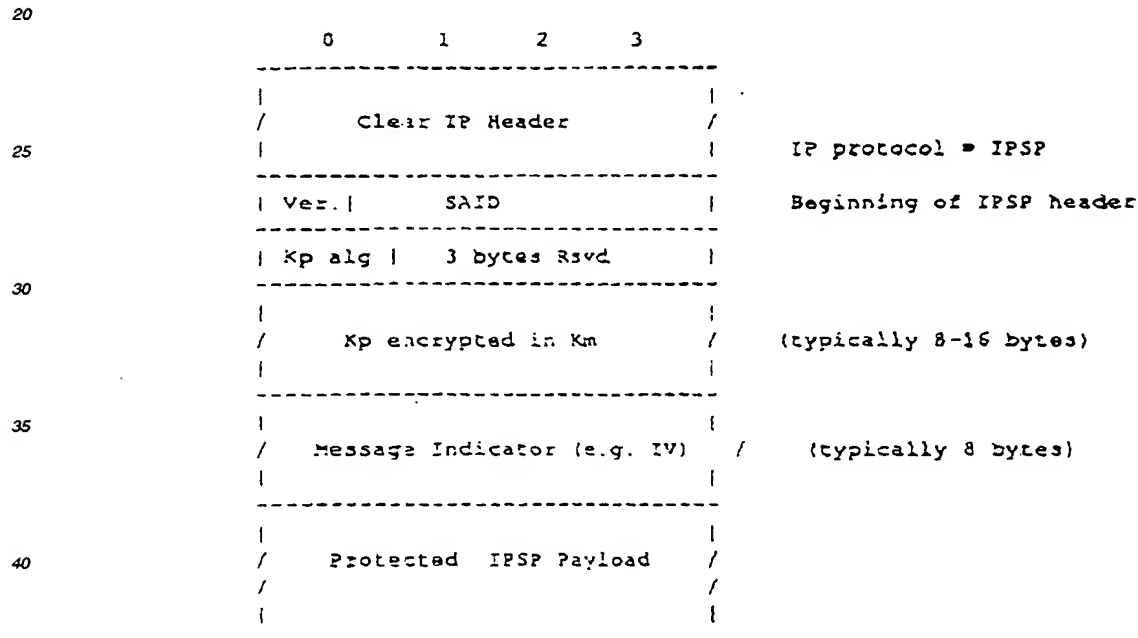 20
0 1 2 3
Clear IP Header
25 IP protocol = IPSP
Ver. | SAID | Beginning of IPSP header
Kp alg | 3 bytes Rsvd |
30
Kp encrypted in Km / (typically 8-16 bytes)
35
/ Message Indicator (e.g. IV) / (typically 8 bytes)
40 / Protected IPSP Payload /